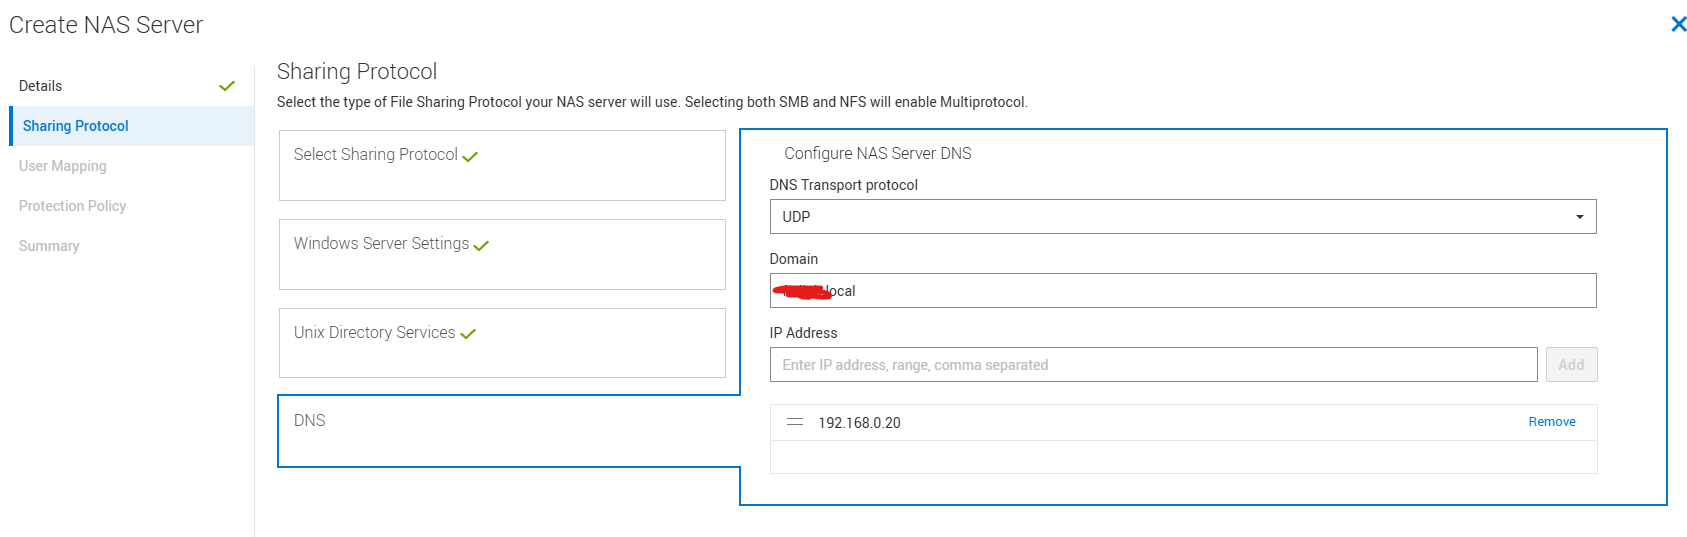 Create NAS Server
Details
Sharing Protocol
User Mapping
Protection Policy
Summary
Sharing Protocol
Select the type of File Sharing Protocol your NAS server will use. Selecting both SMB and NFS will enable Multiprotocol.
Select Sharing Protocol
Windows Server Settings
Unix Directory Services
DNS
Configure NAS Server DNS
DNS Transport protocol
UDP
Domain
local
IP Address
Enter IP address, range, comma separated
Add
192.168.0.20
Remove